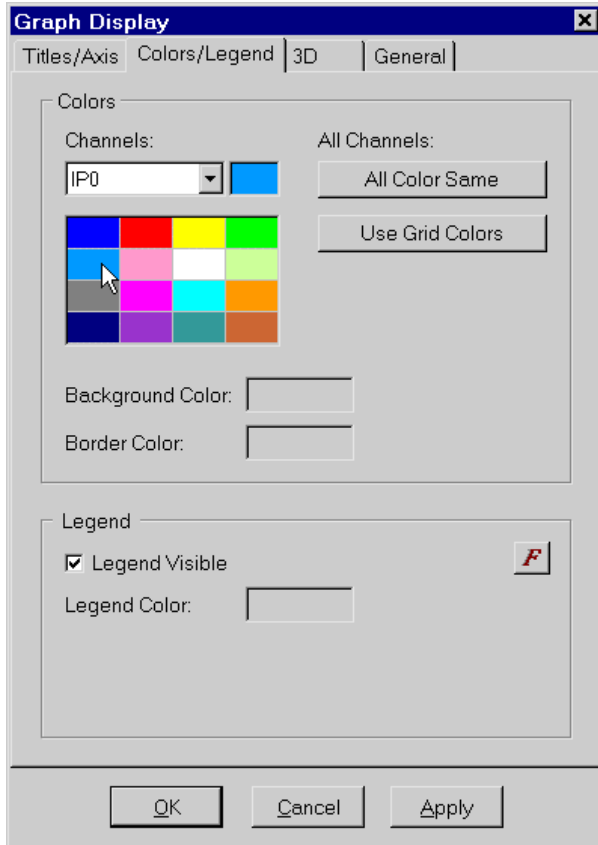 Graph Display
Titles/Axis Colors/Legend 3D General
Colors
Channels: All Channels:
IP0 All Color Same
Use Grid Colors
Background Color:
Border Color:
Legend
Legend Visible F
Legend Color:
OK Cancel Apply